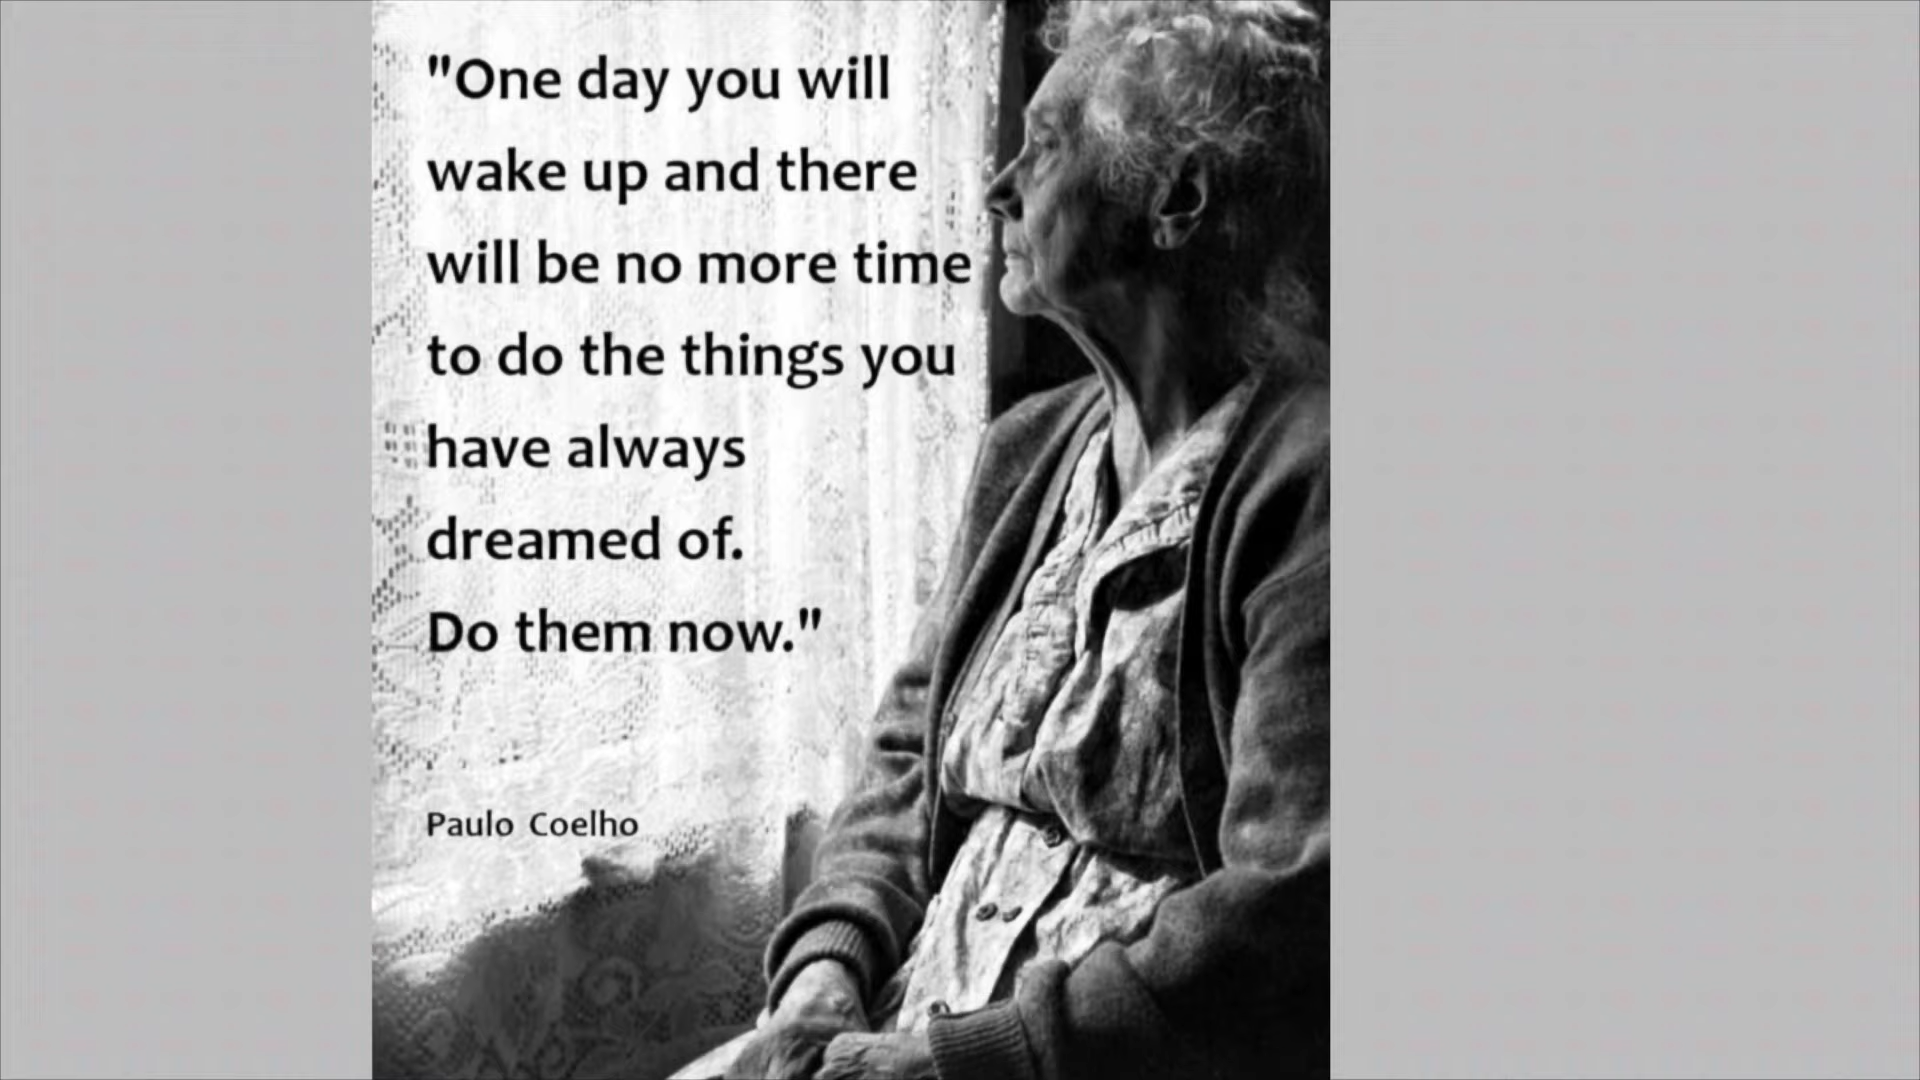 "One day you will
wake up and there
will be no more time
to do the things you
have always
dreamed of.
Do them now."
Paulo Coelho